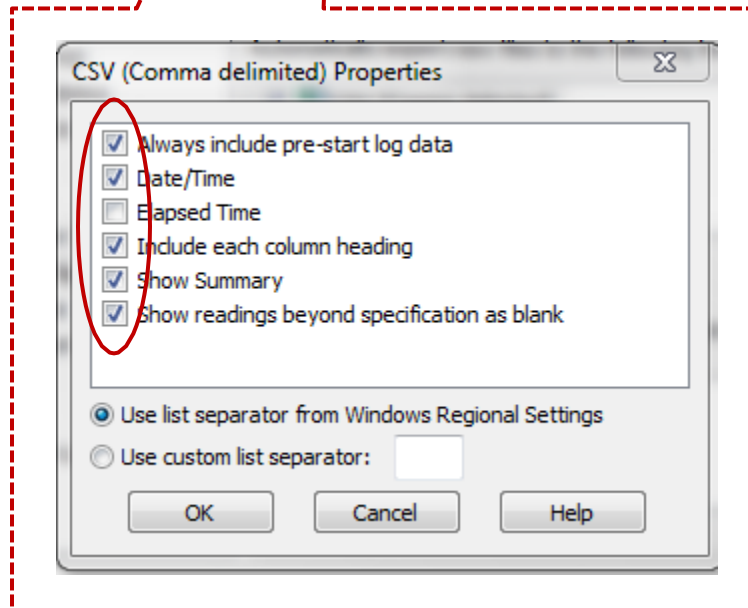 CSV (Comma delimited) Properties
Always include pre-start log data
Date/Time
Elapsed Time
Include each column heading
Show Summary
Show readings beyond specification as blank
Use list separator from Windows Regional Settings
Use custom list separator:
OK Cancel Help